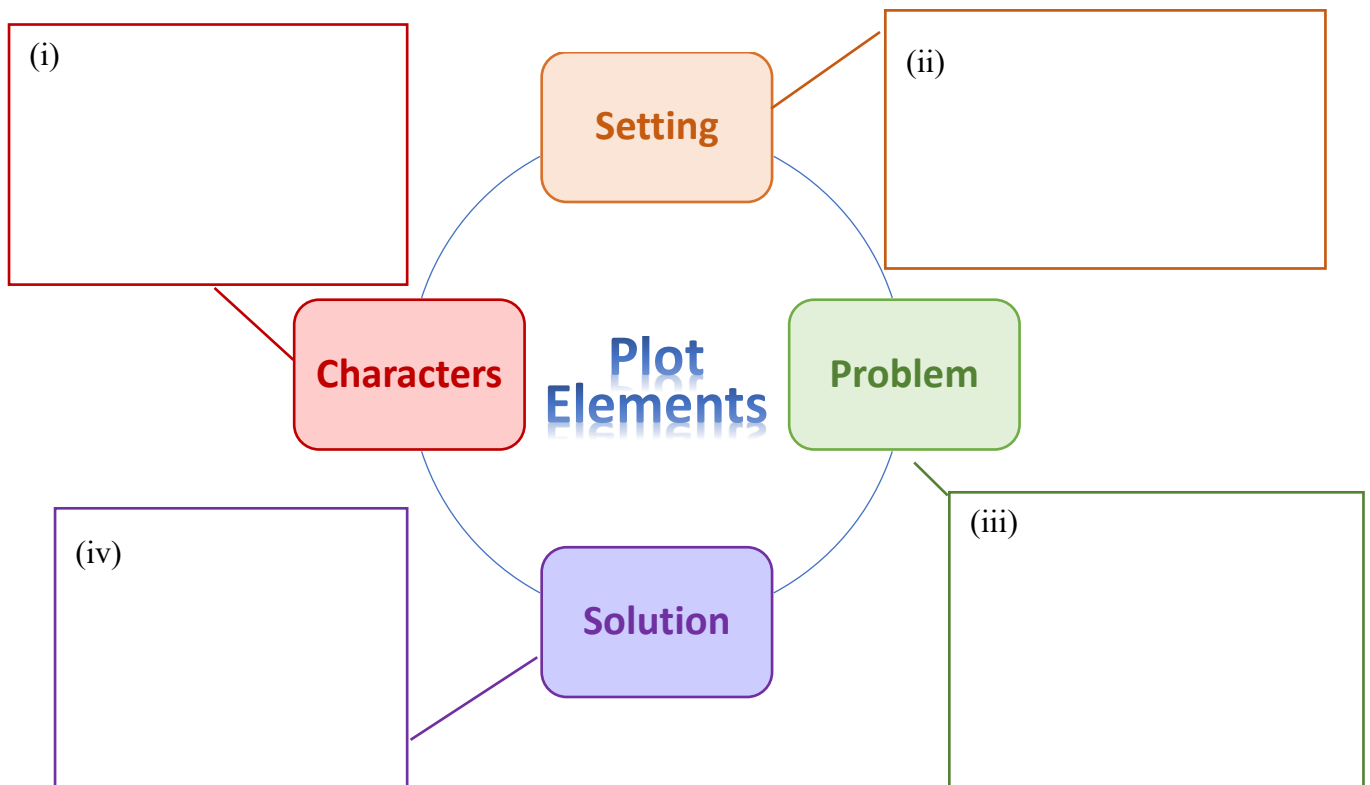 (i)
Setting
(ii)
Characters
Plot
Elements
Problem
(iv)
Solution
(iii)